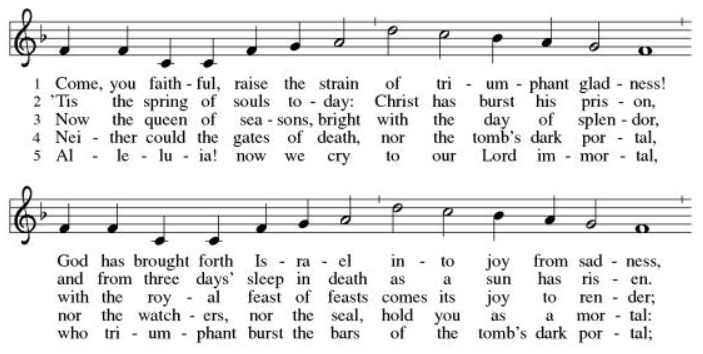 1 Come, you faith - ful, raise the strain of tri - um - phant glad - ness!
2 'Tis the spring of souls to - day: Christ has burst his pris - on,
3 Now the queen of sea - sons, bright with the day of splen - dor,
4 Nei - ther could the gates of death, nor the tomb's dark por - tal,
5 Al - le - lu - ia! now we cry to our Lord im - mor - tal,
God has brought forth Is - ra - el in - to joy from sad - ness,
and from three days' sleep in death as a sun has ris - en.
with the roy - al feast of feasts comes its joy to ren - der;
nor the watch - ers, nor the seal, hold you as a mor - tal:
who tri - um - phant burst the bars of the tomb's dark por - tal;